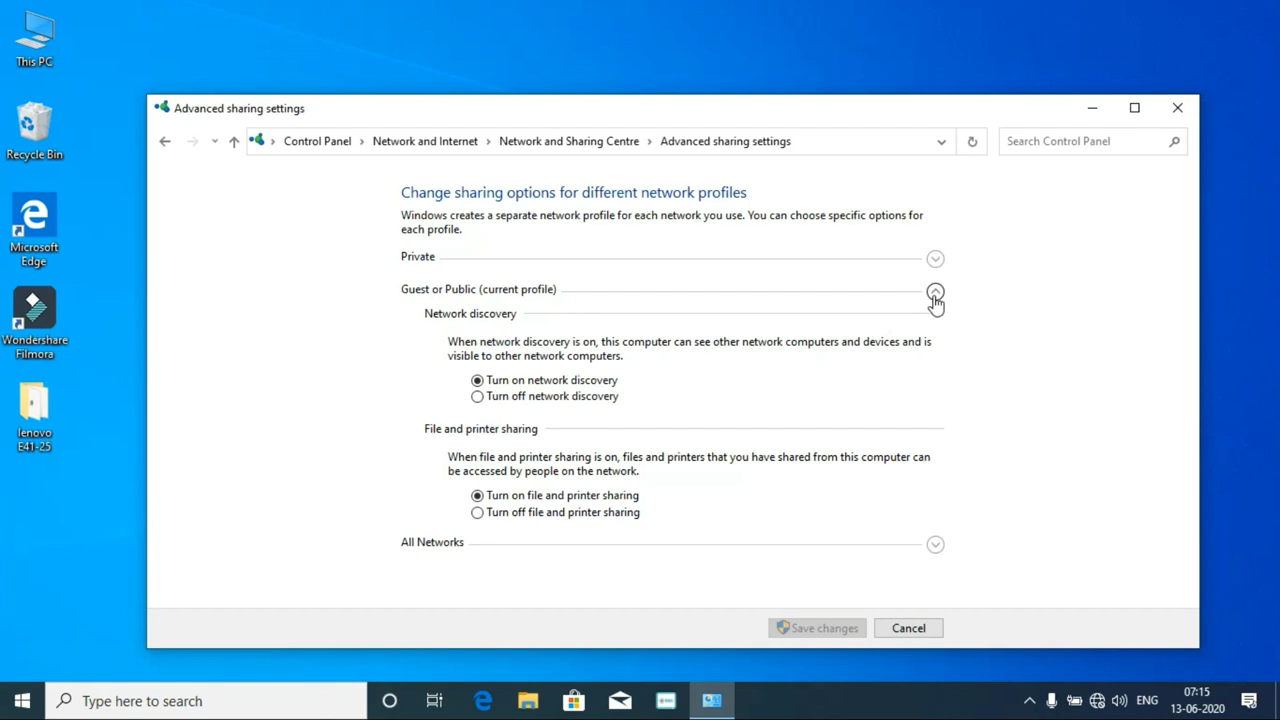 This PC
Recycle Bin
Microsoft
Edge
Wondershare
Filmora
lenovo
E41-25
Advanced sharing settings
Control Panel > Network and Internet > Network and Sharing Centre > Advanced sharing settings
Search Control Panel
Change sharing options for different network profiles
Windows creates a separate network profile for each network you use. You can choose specific options for
each profile.
Private
Guest or Public (current profile)
Network discovery
When network discovery is on, this computer can see other network computers and devices and is
visible to other network computers.
Turn on network discovery
Turn off network discovery
File and printer sharing
When file and printer sharing is on, files and printers that you have shared from this computer can
be accessed by people on the network.
Turn on file and printer sharing
Turn off file and printer sharing
All Networks
Save changes
Cancel
Type here to search
ENG
07:15
13-06-2020